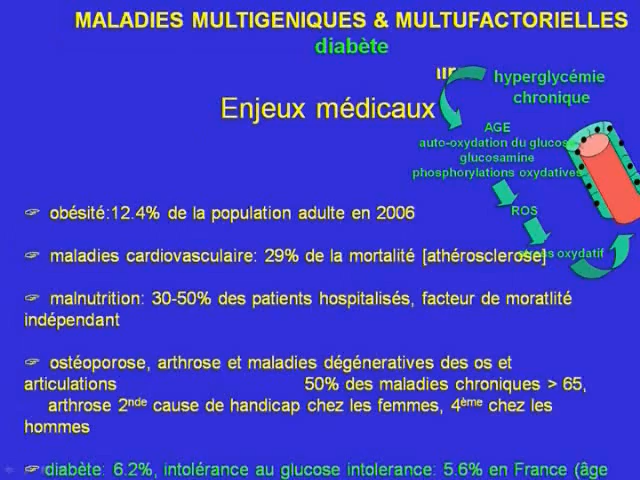 MALADIES MULTIGENIQUES & MULTUFACTORIELLES
diabète
hyperglycémie
chronique
Enjeux médicaux
AGE
auto-oxydation du glucos
glucosamine
phosphorylations oxydatives
ROS
☞ obésité:12.4% de la population adulte en 2006
stress oxydatif
☞ maladies cardiovasculaire: 29% de la mortalité [athérosclerose]
☞ malnutrition: 30-50% des patients hospitalisés, facteur de moratlité
indépendant
☞ ostéoporose, arthrose et maladies dégéneratives des os et
articulations 50% des maladies chroniques > 65,
arthrose 2nde cause de handicap chez les femmes, 4ème chez les
hommes
☞ diabète: 6.2%, intolérance au glucose intolerance: 5.6% en France (âge